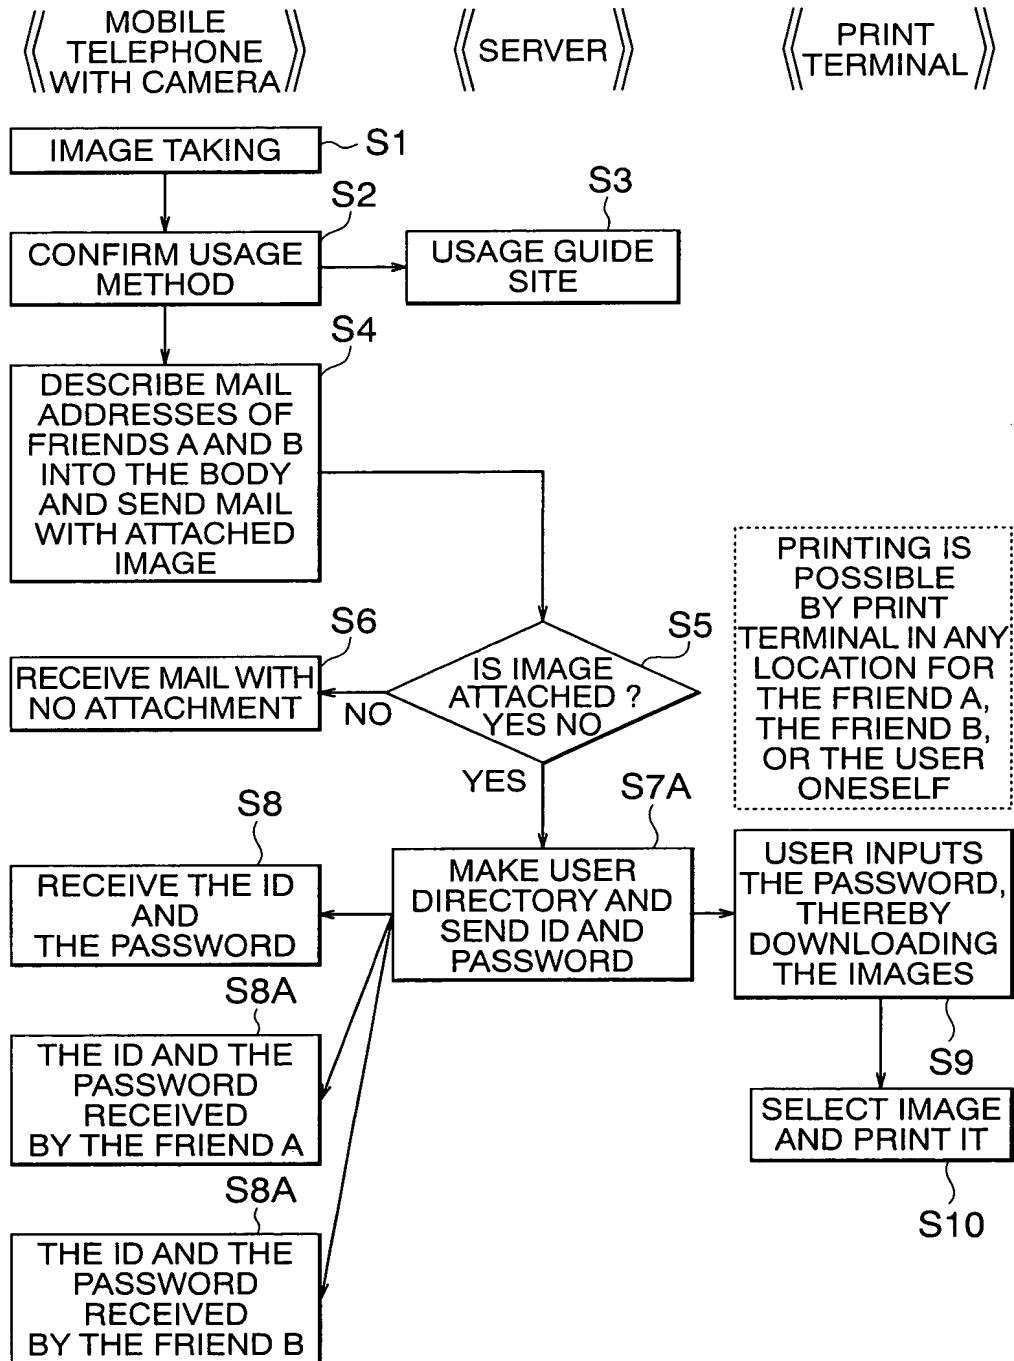 MOBILE
TELEPHONE
WITH CAMERA
SERVER
PRINT
TERMINAL
IMAGE TAKING
S1
S2
CONFIRM USAGE
METHOD
S3
USAGE GUIDE
SITE
S4
DESCRIBE MAIL
ADDRESSES OF
FRIENDS A AND B
INTO THE BODY
AND SEND MAIL
WITH ATTACHED
IMAGE
PRINTING IS
POSSIBLE
BY PRINT
TERMINAL IN ANY
LOCATION FOR
THE FRIEND A,
THE FRIEND B,
OR THE USER
ONESELF
S6
RECEIVE MAIL WITH
NO ATTACHMENT
S5
IS IMAGE
ATTACHED ?
YES NO
NO
YES
S7A
MAKE USER
DIRECTORY AND
SEND ID AND
PASSWORD
S8
RECEIVE THE ID
AND
THE PASSWORD
USER INPUTS
THE PASSWORD,
THEREBY
DOWNLOADING
THE IMAGES
S9
S8A
THE ID AND THE
PASSWORD
RECEIVED
BY THE FRIEND A
SELECT IMAGE
AND PRINT IT
S10
S8A
THE ID AND THE
PASSWORD
RECEIVED
BY THE FRIEND B